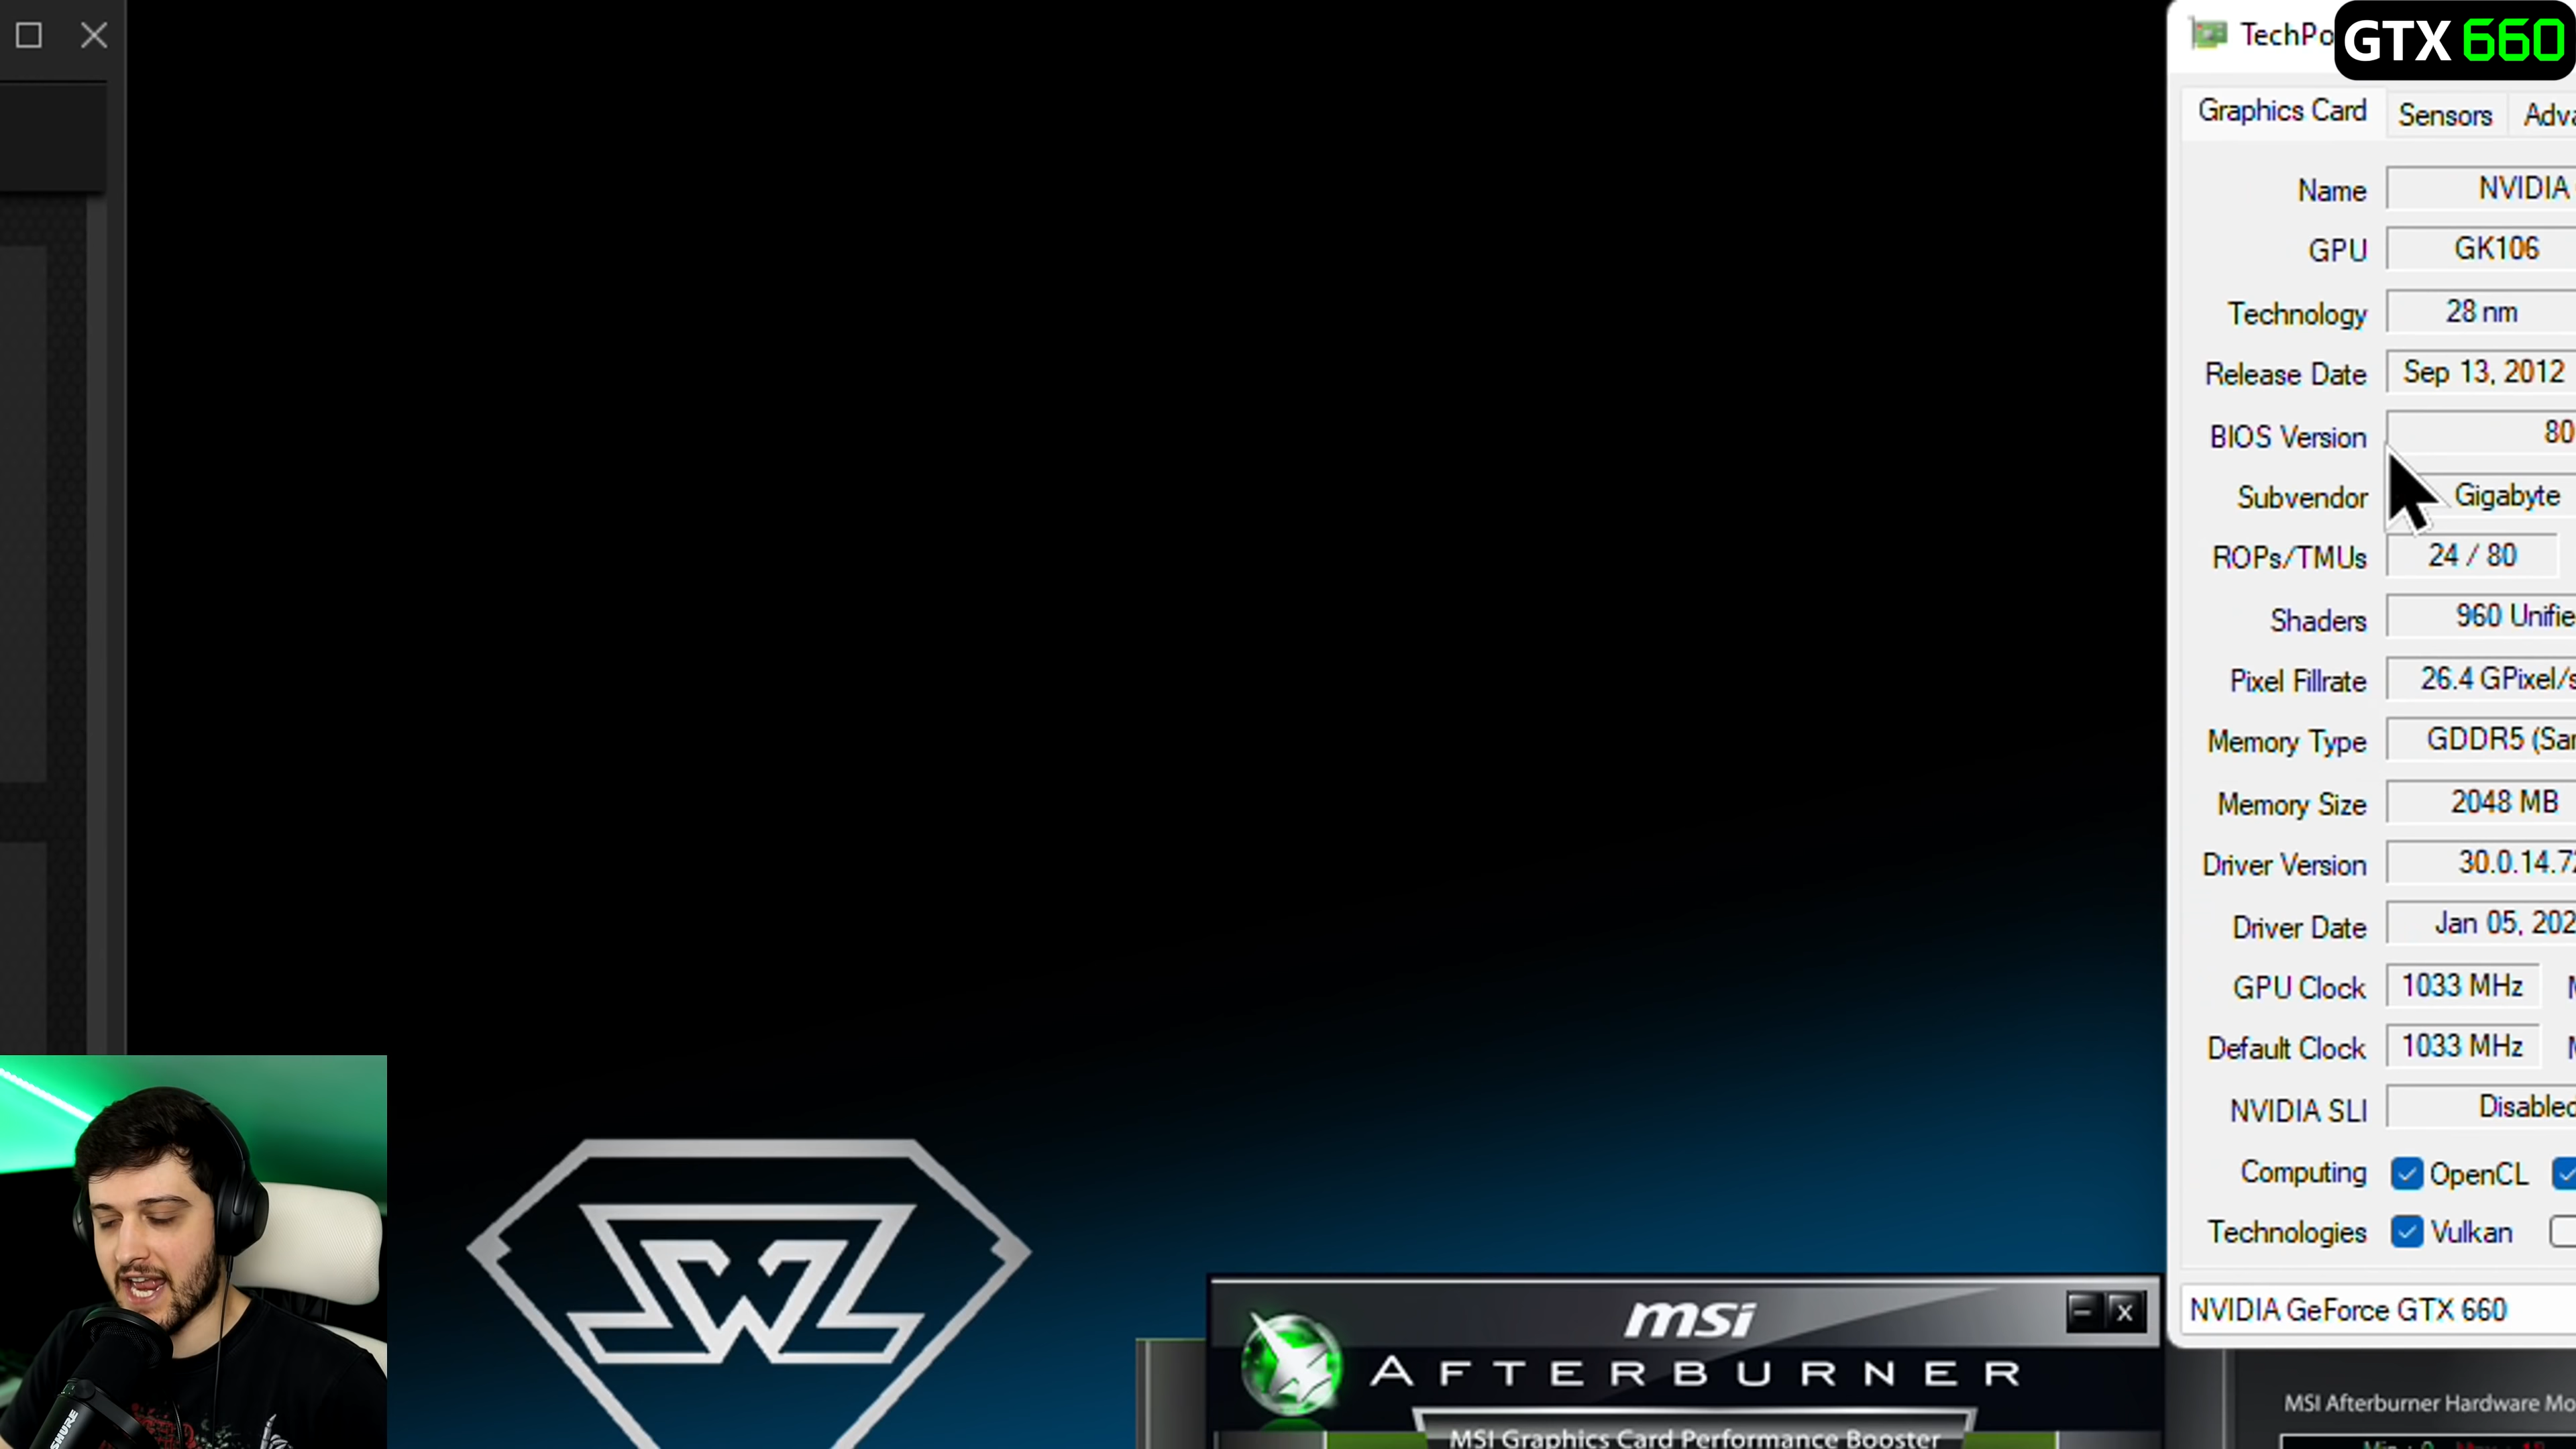 TechPo
GTX 660
Graphics Card Sensors Adva
Name NVIDIA
GPU GK106
Technology 28 nm
Release Date Sep 13, 2012
BIOS Version 80
Subvendor Gigabyte
ROPs/TMUs 24 / 80
Shaders 960 Unifie
Pixel Fillrate 26.4 GPixel/s
Memory Type GDDR5 (Sam
Memory Size 2048 MB
Driver Version 30.0.14.7
Driver Date Jan 05, 202
GPU Clock 1033 MHz
Default Clock 1033 MHz
NVIDIA SLI Disabled
Computing OpenCL
Technologies Vulkan
NVIDIA GeForce GTX 660
msi
AFTERBURNER
MSI Graphics Card Performance Booster
MSI Afterburner Hardware Mo
SHURE